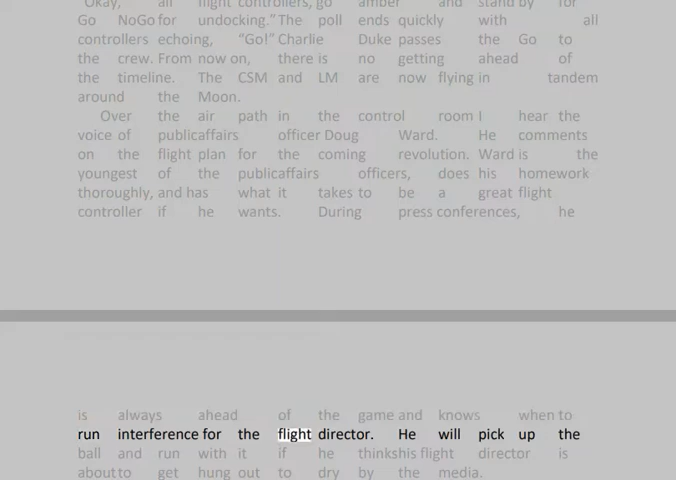 "Okay, all flight controllers, go amber and stand by for
Go NoGo for undocking." The poll ends quickly with all
controllers echoing, “Go!” Charlie Duke passes the Go to
the crew. From now on, there is no getting ahead of
the timeline. The CSM and LM are now flying in tandem
around the Moon.
Over the air path in the control room I hear the
voice of publicaffairs officer Doug Ward. He comments
on the flight plan for the coming revolution. Ward is the
youngest of the publicaffairs officers, does his homework
thoroughly, and has what it takes to be a great flight
controller if he wants. During press conferences, he
is always ahead of the game and knows when to
run interference for the flight director. He will pick up the
ball and run with it if he thinkshis flight director is
aboutto get hung out to dry by the media.